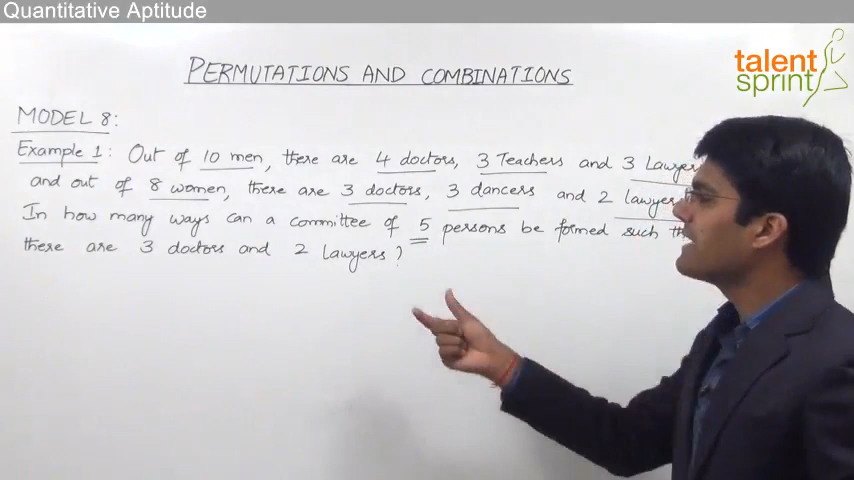 Quantitative Aptitude
talent
sprint
PERMUTATIONS AND COMBINATIONS
MODEL 8:
Example 1: Out of 10 men, there are 4 doctors, 3 Teachers and 3 Lawyer
and out of 8 women, there are 3 doctors, 3 dancers and 2 lawyer
In how many ways can a committee of 5 persons be formed such
there are 3 doctors and 2 Lawyers?